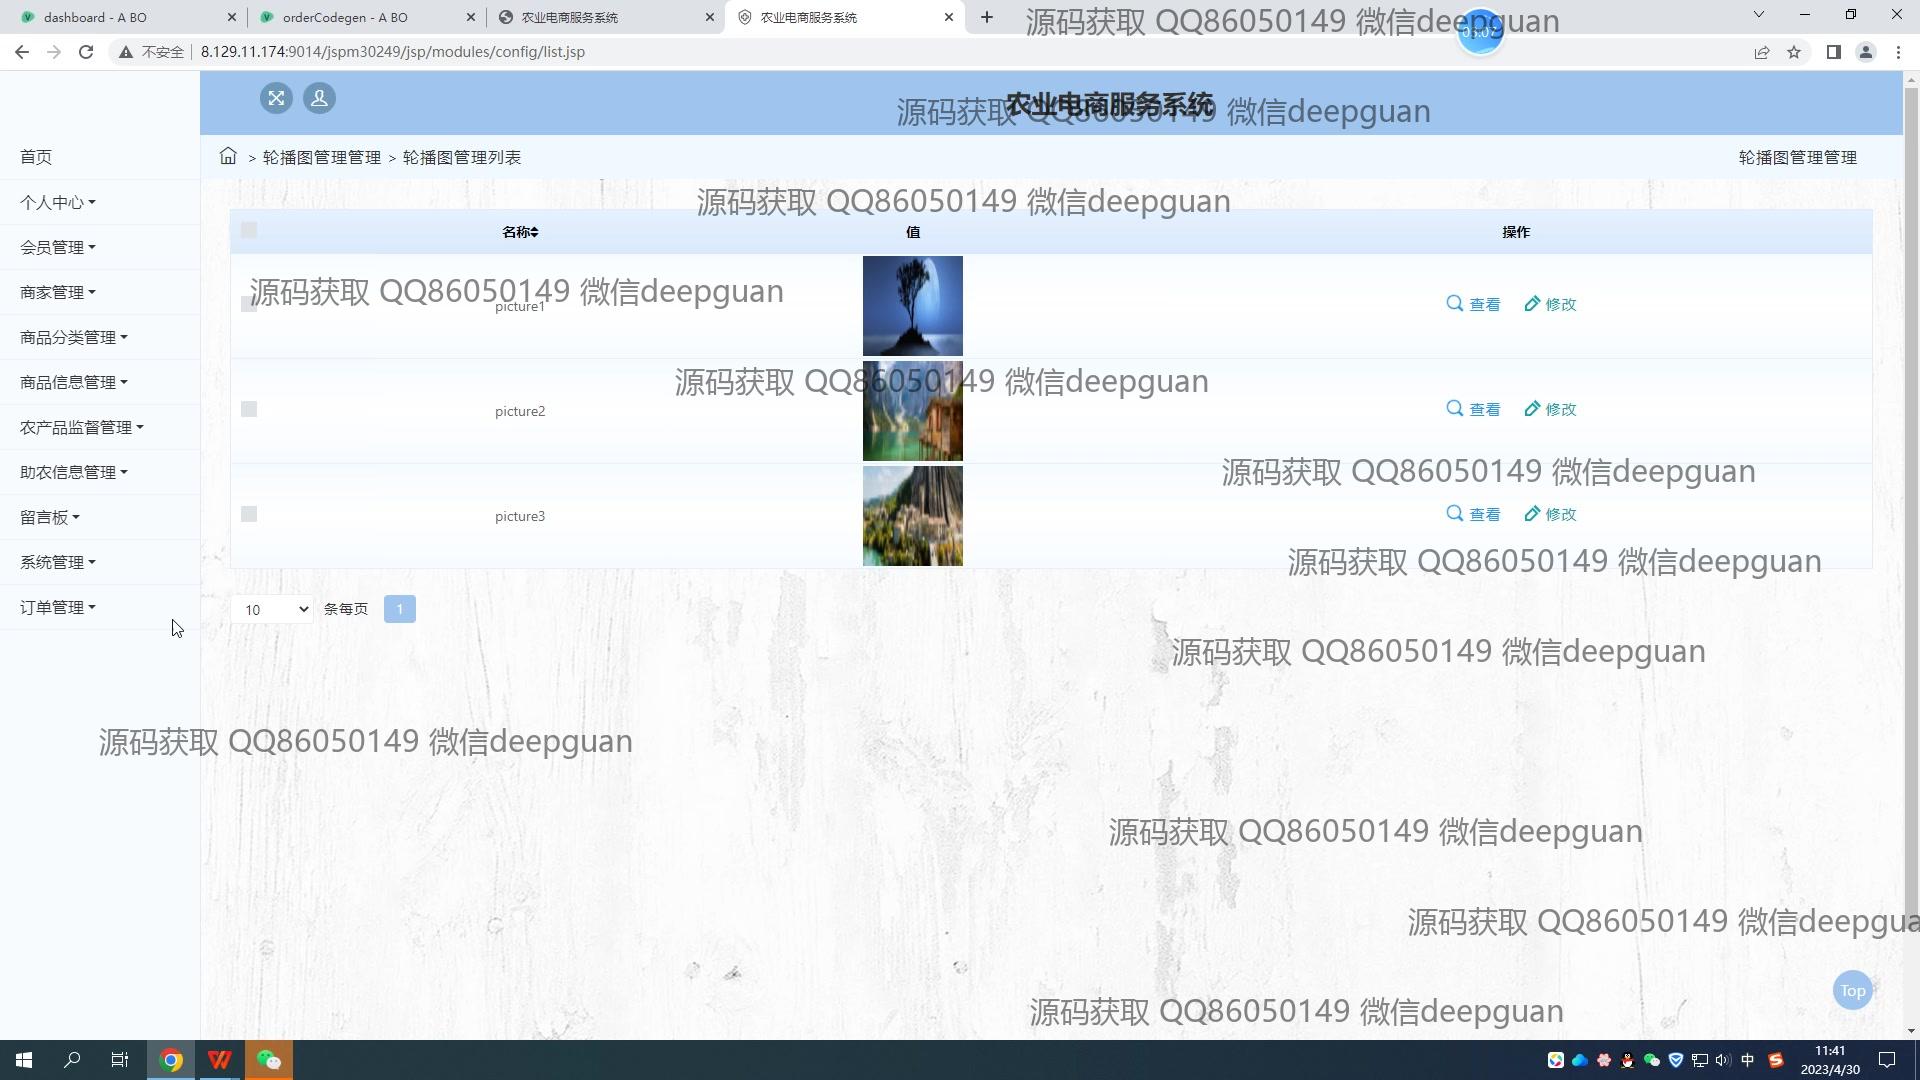 dashboard - A BO
orderCodegen - A BO
农业电商服务系统
农业电商服务系统
源码获取 QQ86050149 微信deepguan
05:07
不安全
8.129.11.174:9014/jspm30249/jsp/modules/config/list.jsp
农业电商服务系统
源码获取 QQ86050149 微信deepguan
首页
个人中心
会员管理
商家管理
商品分类管理
商品信息管理
农产品监督管理
助农信息管理
留言板
系统管理
订单管理
> 轮播图管理管理 > 轮播图管理列表
轮播图管理管理
源码获取 QQ86050149 微信deepguan
名称 值 操作
源码获取 QQ86050149 微信deepguan
picture1 查看 修改
源码获取 QQ86050149 微信deepguan
picture2 查看 修改
源码获取 QQ86050149 微信deepguan
picture3 查看 修改
源码获取 QQ86050149 微信deepguan
10 条每页 1
源码获取 QQ86050149 微信deepguan
源码获取 QQ86050149 微信deepguan
源码获取 QQ86050149 微信deepguan
源码获取 QQ86050149 微信deepgua
Top
源码获取 QQ86050149 微信deepguan
中
11:41
2023/4/30